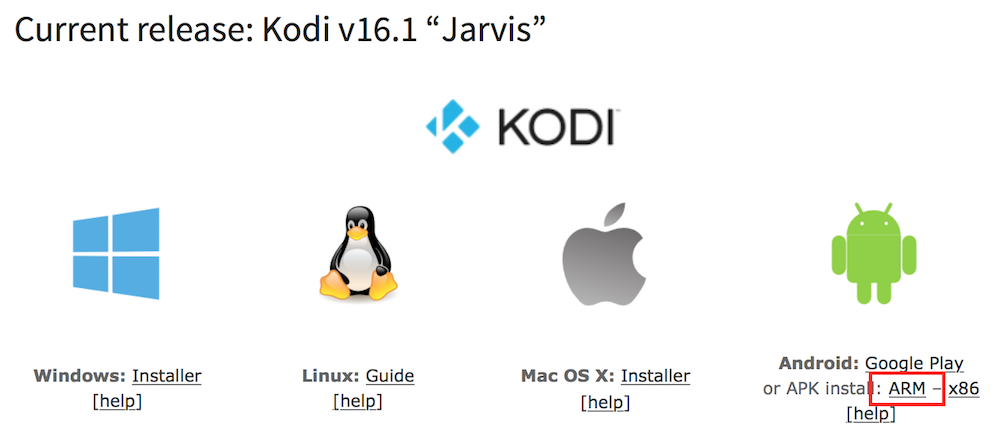 Current release: Kodi v16.1 “Jarvis”
KODI™
Windows: Installer
[help]
Linux: Guide
[help]
Mac OS X: Installer
[help]
Android: Google Play
or APK install: ARM – x86
[help]